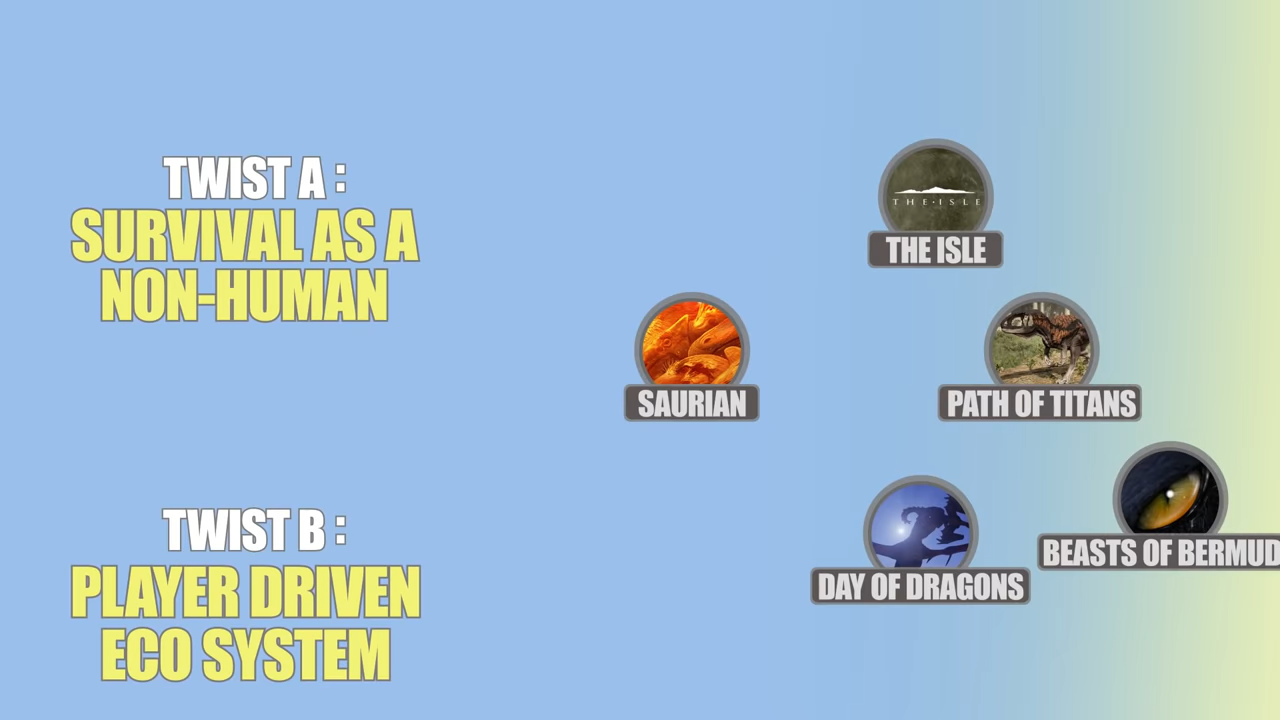 TWIST A :
SURVIVAL AS A
NON-HUMAN
THE·ISLE
THE ISLE
SAURIAN
PATH OF TITANS
BEASTS OF BERMUD
DAY OF DRAGONS
TWIST B :
PLAYER DRIVEN
ECO SYSTEM